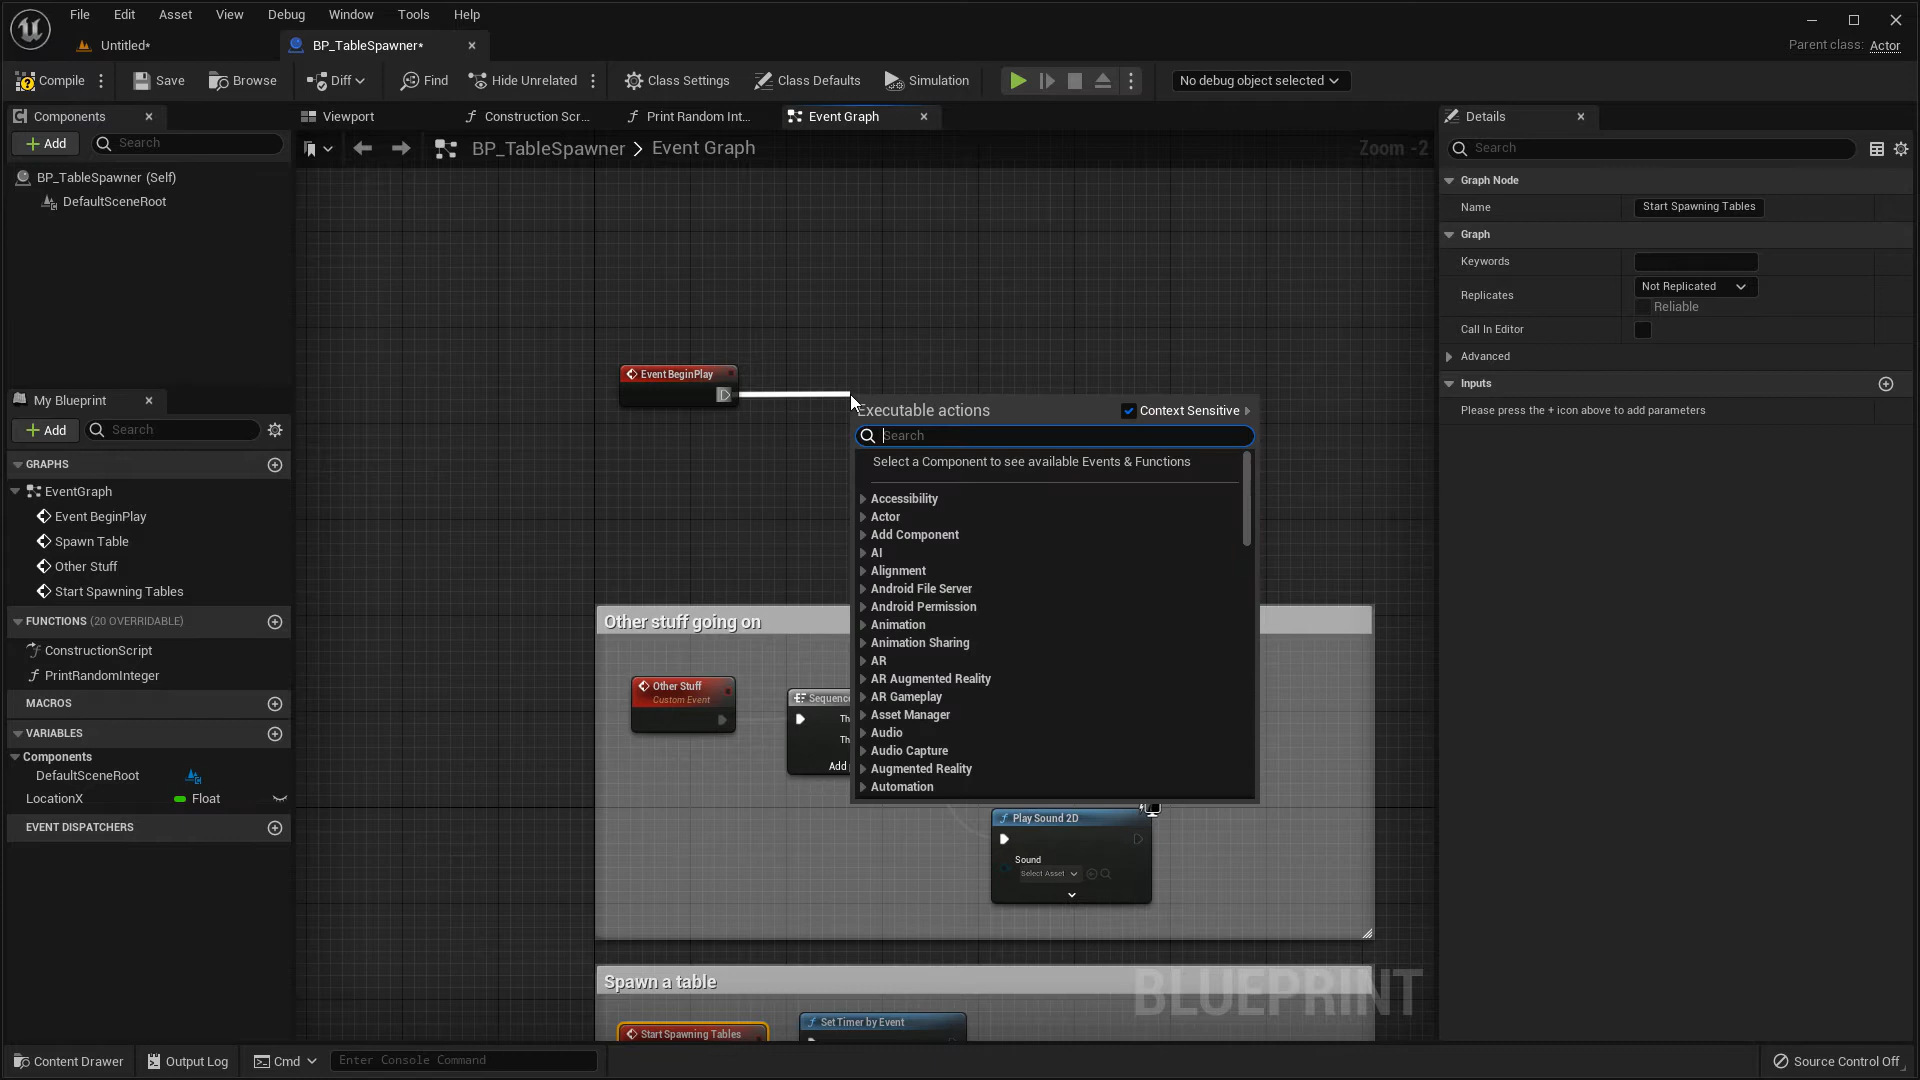 File Edit Asset View Debug Window Tools Help
Untitled*
BP_TableSpawner*
Parent class: Actor
Compile
Save
Browse
Diff
Find
Hide Unrelated
Class Settings
Class Defaults
Simulation
No debug object selected
Components
Add
Search
BP_TableSpawner (Self)
DefaultSceneRoot
My Blueprint
Add
Search
GRAPHS
EventGraph
Event BeginPlay
Spawn Table
Other Stuff
Start Spawning Tables
FUNCTIONS (20 OVERRIDABLE)
ConstructionScript
PrintRandomInteger
MACROS
VARIABLES
Components
DefaultSceneRoot
LocationX
Float
EVENT DISPATCHERS
Viewport
Construction Scr...
Print Random Int...
Event Graph
BP_TableSpawner > Event Graph
Zoom -2
Event BeginPlay
Executable actions
Context Sensitive
Search
Select a Component to see available Events & Functions
Accessibility
Actor
Add Component
AI
Alignment
Android File Server
Android Permission
Animation
Animation Sharing
AR
AR Augmented Reality
AR Gameplay
Asset Manager
Audio
Audio Capture
Augmented Reality
Automation
Other stuff going on
Other Stuff
Custom Event
Sequence
Th
Th
Add
Play Sound 2D
Sound
Select Asset
Spawn a table
Start Spawning Tables
Set Timer by Event
BLUEPRINT
Details
Search
Graph Node
Name
Start Spawning Tables
Graph
Keywords
Replicates
Not Replicated
Reliable
Call In Editor
Advanced
Inputs
Please press the + icon above to add parameters
Content Drawer
Output Log
Cmd
Enter Console Command
Source Control Off